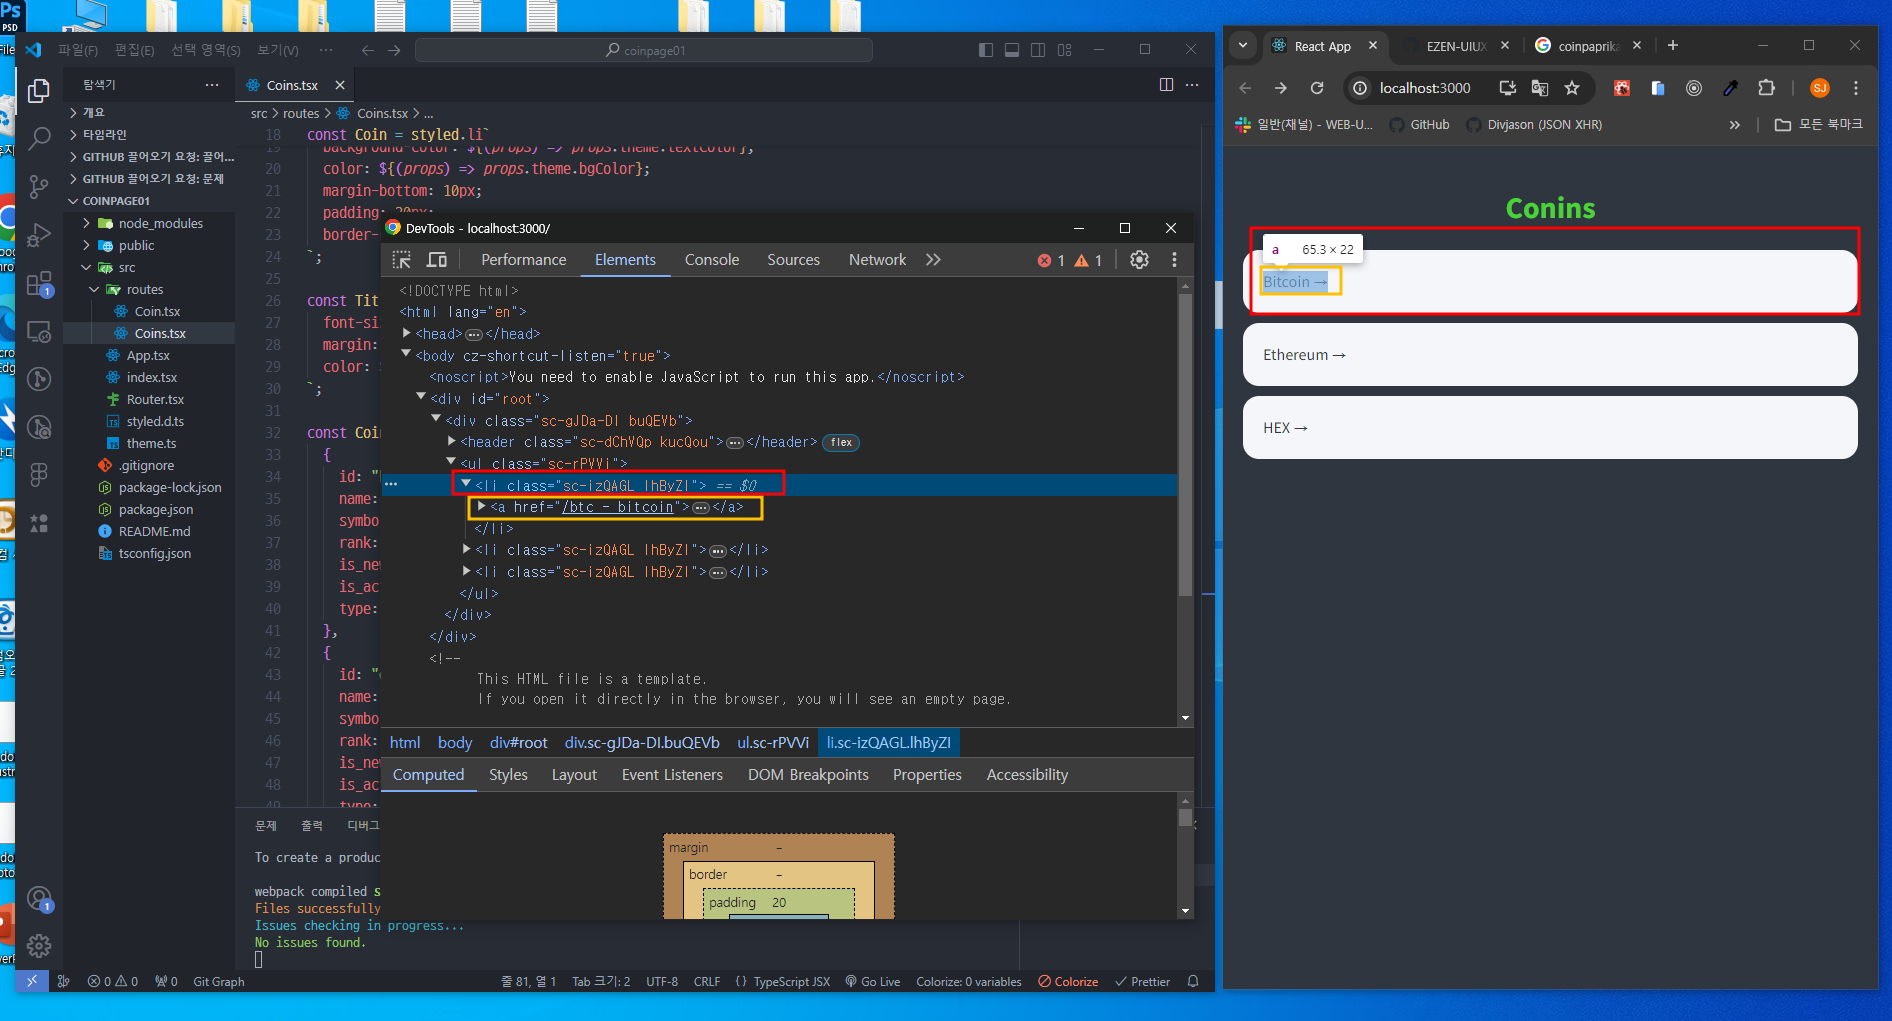 Ps
PSD
파일(F) 편집(E) 선택 영역(S) 보기(V) ···
coinpage01
탐색기
개요
타임라인
GITHUB 끌어오기 요청: 끌어...
GITHUB 끌어오기 요청: 문제
COINPAGE01
node_modules
public
src
routes
Coin.tsx
Coins.tsx
App.tsx
index.tsx
Router.tsx
styled.d.ts
theme.ts
.gitignore
package-lock.json
package.json
README.md
tsconfig.json
Coins.tsx
src > routes > Coins.tsx > ...
18 const Coin = styled.li`
19 background-color: ${(props) => props.theme.textColor};
20 color: ${(props) => props.theme.bgColor};
21 margin-bottom: 10px;
22 padding: 20px;
23 border-
24 `;
25
26 const Tit
27 font-si
28 margin:
29 color:
30 `;
31
32 const Coi
33 {
34 id: "
35 name:
36 symbo
37 rank:
38 is_ne
39 is_ac
40 type:
41 },
42 {
43 id: "
44 name:
45 symbo
46 rank:
47 is_ne
48 is_ac
49 type:
문제 출력 디버그
To create a produc
webpack compiled s
Files successfully
Issues checking in progress...
No issues found.
0 0 0 Git Graph 줄 81, 열 1 Tab 크기: 2 UTF-8 CRLF {} TypeScript JSX Go Live Colorize: 0 variables Colorize Prettier
DevTools - localhost:3000/
Performance Elements Console Sources Network 1 1
<!DOCTYPE html>
<html lang="en">
<head>···</head>
<body cz-shortcut-listen="true">
<noscript>You need to enable JavaScript to run this app.</noscript>
<div id="root">
<div class="sc-gJDa-DI buQEVb">
<header class="sc-dChVQp kucQou">···</header> flex
<ul class="sc-rPVVi">
··· <li class="sc-izQAGL lhByZI"> == $0
<a href="/btc - bitcoin">···</a>
</li>
<li class="sc-izQAGL lhByZI">···</li>
<li class="sc-izQAGL lhByZI">···</li>
</ul>
</div>
</div>
<!--
This HTML file is a template.
If you open it directly in the browser, you will see an empty page.
html body div#root div.sc-gJDa-DI.buQEVb ul.sc-rPVVi li.sc-izQAGL.lhByZI
Computed Styles Layout Event Listeners DOM Breakpoints Properties Accessibility
margin -
border -
padding 20
React App EZEN-UIUX coinpaprika
localhost:3000 SJ
일반(채널) - WEB-U... GitHub Divjason (JSON XHR) » 모든 북마크
Conins
a 65.3 × 22
Bitcoin →
Ethereum →
HEX →